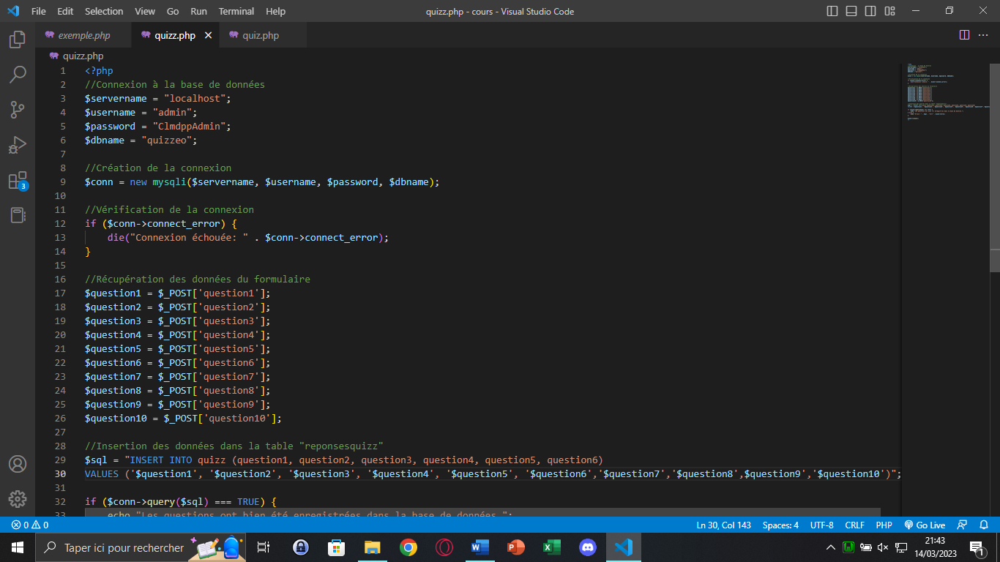 File Edit Selection View Go Run Terminal Help
quizz.php - cours - Visual Studio Code
exemple.php
quizz.php
quiz.php
quizz.php
1 <?php
2 //Connexion à la base de données
3 $servername = "localhost";
4 $username = "admin";
5 $password = "ClmdppAdmin";
6 $dbname = "quizzeo";
7
8 //Création de la connexion
9 $conn = new mysqli($servername, $username, $password, $dbname);
10
11 //Vérification de la connexion
12 if ($conn->connect_error) {
13 die("Connexion échouée: " . $conn->connect_error);
14 }
15
16 //Récupération des données du formulaire
17 $question1 = $_POST['question1'];
18 $question2 = $_POST['question2'];
19 $question3 = $_POST['question3'];
20 $question4 = $_POST['question4'];
21 $question5 = $_POST['question5'];
22 $question6 = $_POST['question6'];
23 $question7 = $_POST['question7'];
24 $question8 = $_POST['question8'];
25 $question9 = $_POST['question9'];
26 $question10 = $_POST['question10'];
27
28 //Insertion des données dans la table "reponsesquizz"
29 $sql = "INSERT INTO quizz (question1, question2, question3, question4, question5, question6)
30 VALUES ('$question1', '$question2', '$question3', '$question4', '$question5', '$question6','$question7','$question8',$question9','$question10')";
31
32 if ($conn->query($sql) === TRUE) {
33 echo "Les questions ont bien été enregistrées dans la base de données.";
3
0 0
Ln 30, Col 143
Spaces: 4
UTF-8
CRLF
PHP
Go Live
Taper ici pour rechercher
21:43
14/03/2023
1